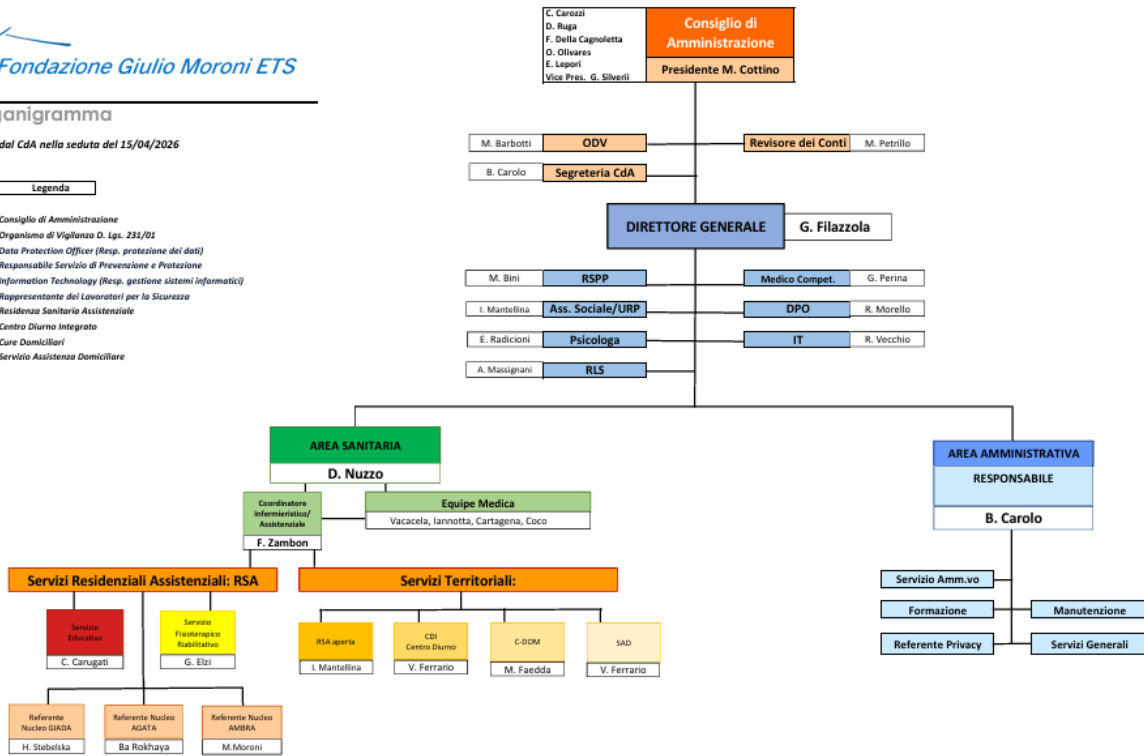 C. Carozzi
D. Ruga
F. Della Cagnoletta
O. Olivares
E. Lepori
Vice Pres. G. Silverii
Consiglio di
Amministrazione
Presidente M. Cottino
Fondazione Giulio Moroni ETS
ganigramma
dal CdA nella seduta del 15/04/2026
M. Barbotti
ODV
Revisore dei Conti
M. Petrillo
B. Carolo
Segreteria CdA
Legenda
Consiglio di Amministrazione
Organismo di Vigilanza D. Lgs. 231/01
Data Protection Officer (Resp. protezione dei dati)
Responsabile Servizio di Prevenzione e Protezione
Information Technology (Resp. gestione sistemi informatici)
Rappresentante dei Lavoratori per la Sicurezza
Residenza Sanitaria Assistenziale
Centro Diurno Integrato
Cure Domiciliari
Servizio Assistenza Domiciliare
DIRETTORE GENERALE
G. Filazzola
M. Bini
RSPP
Medico Compet.
G. Perina
I. Mantellina
Ass. Sociale/URP
DPO
R. Morello
E. Radicioni
Psicologa
IT
R. Vecchio
A. Massignani
RLS
AREA SANITARIA
D. Nuzzo
AREA AMMINISTRATIVA
RESPONSABILE
B. Carolo
Coordinatore
Infermieristico/
Assistenziale
F. Zambon
Equipe Medica
Vacacela, Iannotta, Cartagena, Coco
Servizi Residenziali Assistenziali: RSA
Servizi Territoriali:
Servizio Amm.vo
Formazione
Manutenzione
Referente Privacy
Servizi Generali
Servizio
Educativo
C. Carugati
Servizio
Fisioterapico
Riabilitativo
G. Elzi
RSA aperta
I. Mantellina
CDI
Centro Diurno
V. Ferrario
C-DOM
M. Faedda
SAD
V. Ferrario
Referente
Nucleo GIADA
H. Stebelska
Referente Nucleo
AGATA
Ba Rokhaya
Referente Nucleo
AMBRA
M.Moroni